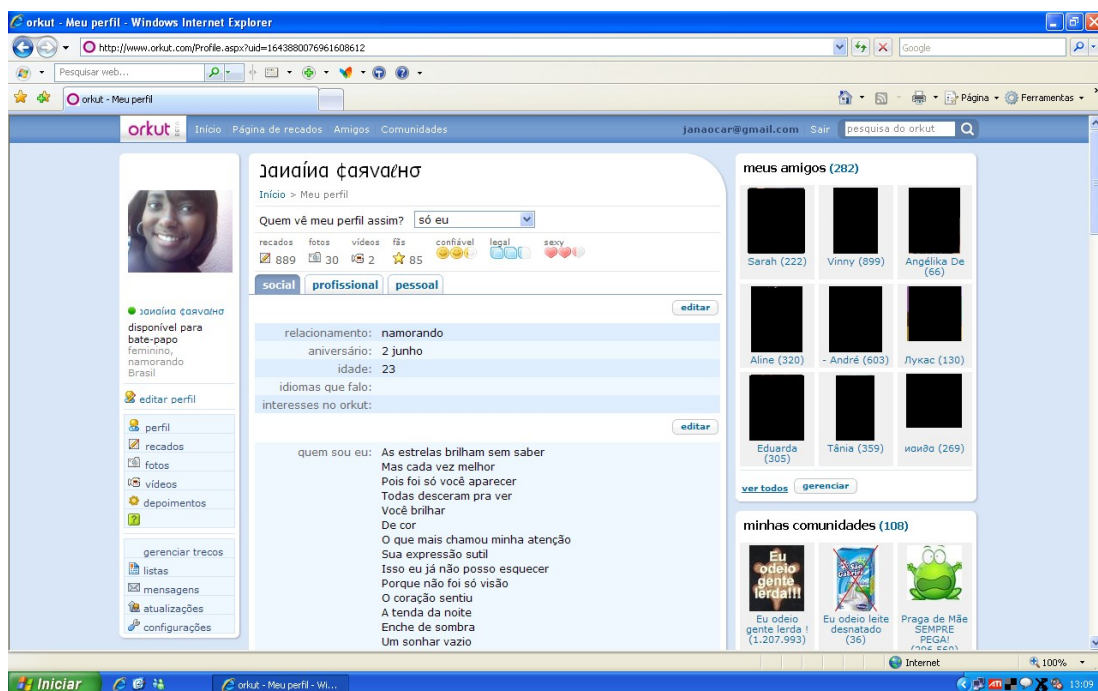 orkut - Meu perfil - Windows Internet Explorer
http://www.orkut.com/Profile.aspx?uid=1643880076961608612
Google
Pesquisar web...
orkut - Meu perfil
Página
Ferramentas
orkut
Início Página de recados Amigos Comunidades
janaocar@gmail.com Sair pesquisa do orkut
Início > Meu perfil
Quem vê meu perfil assim? só eu
recados fotos vídeos fãs confiável legal sexy
889 30 2 85
social profissional pessoal
editar
relacionamento: namorando
aniversário: 2 junho
idade: 23
idiomas que falo:
interesses no orkut:
editar
quem sou eu: As estrelas brilham sem saber
Mas cada vez melhor
Pois foi só você aparecer
Todas desceram pra ver
Você brilhar
De cor
O que mais chamou minha atenção
Sua expressão sutil
Isso eu já não posso esquecer
Porque não foi só visão
O coração sentiu
A tenda da noite
Enche de sombra
Um sonhar vazio
disponível para
bate-papo
feminino,
namorando
Brasil
editar perfil
perfil
recados
fotos
vídeos
depoimentos
?
gerenciar trecos
listas
mensagens
atualizações
configurações
meus amigos (282)
Sarah (222)
Vinny (899)
Angélika De
(66)
Aline (320)
- André (603)
Лукас (130)
Eduarda
(305)
Tânia (359)
(269)
ver todos gerenciar
minhas comunidades (108)
Eu
odeio
gente
lerda!!!
Eu odeio
gente lerda !
(1.207.993)
Eu odeio leite
desnatado
(36)
Praga de Mãe
SEMPRE
PEGA!
Internet
100%
Iniciar
orkut - Meu perfil - Wi...
13:09